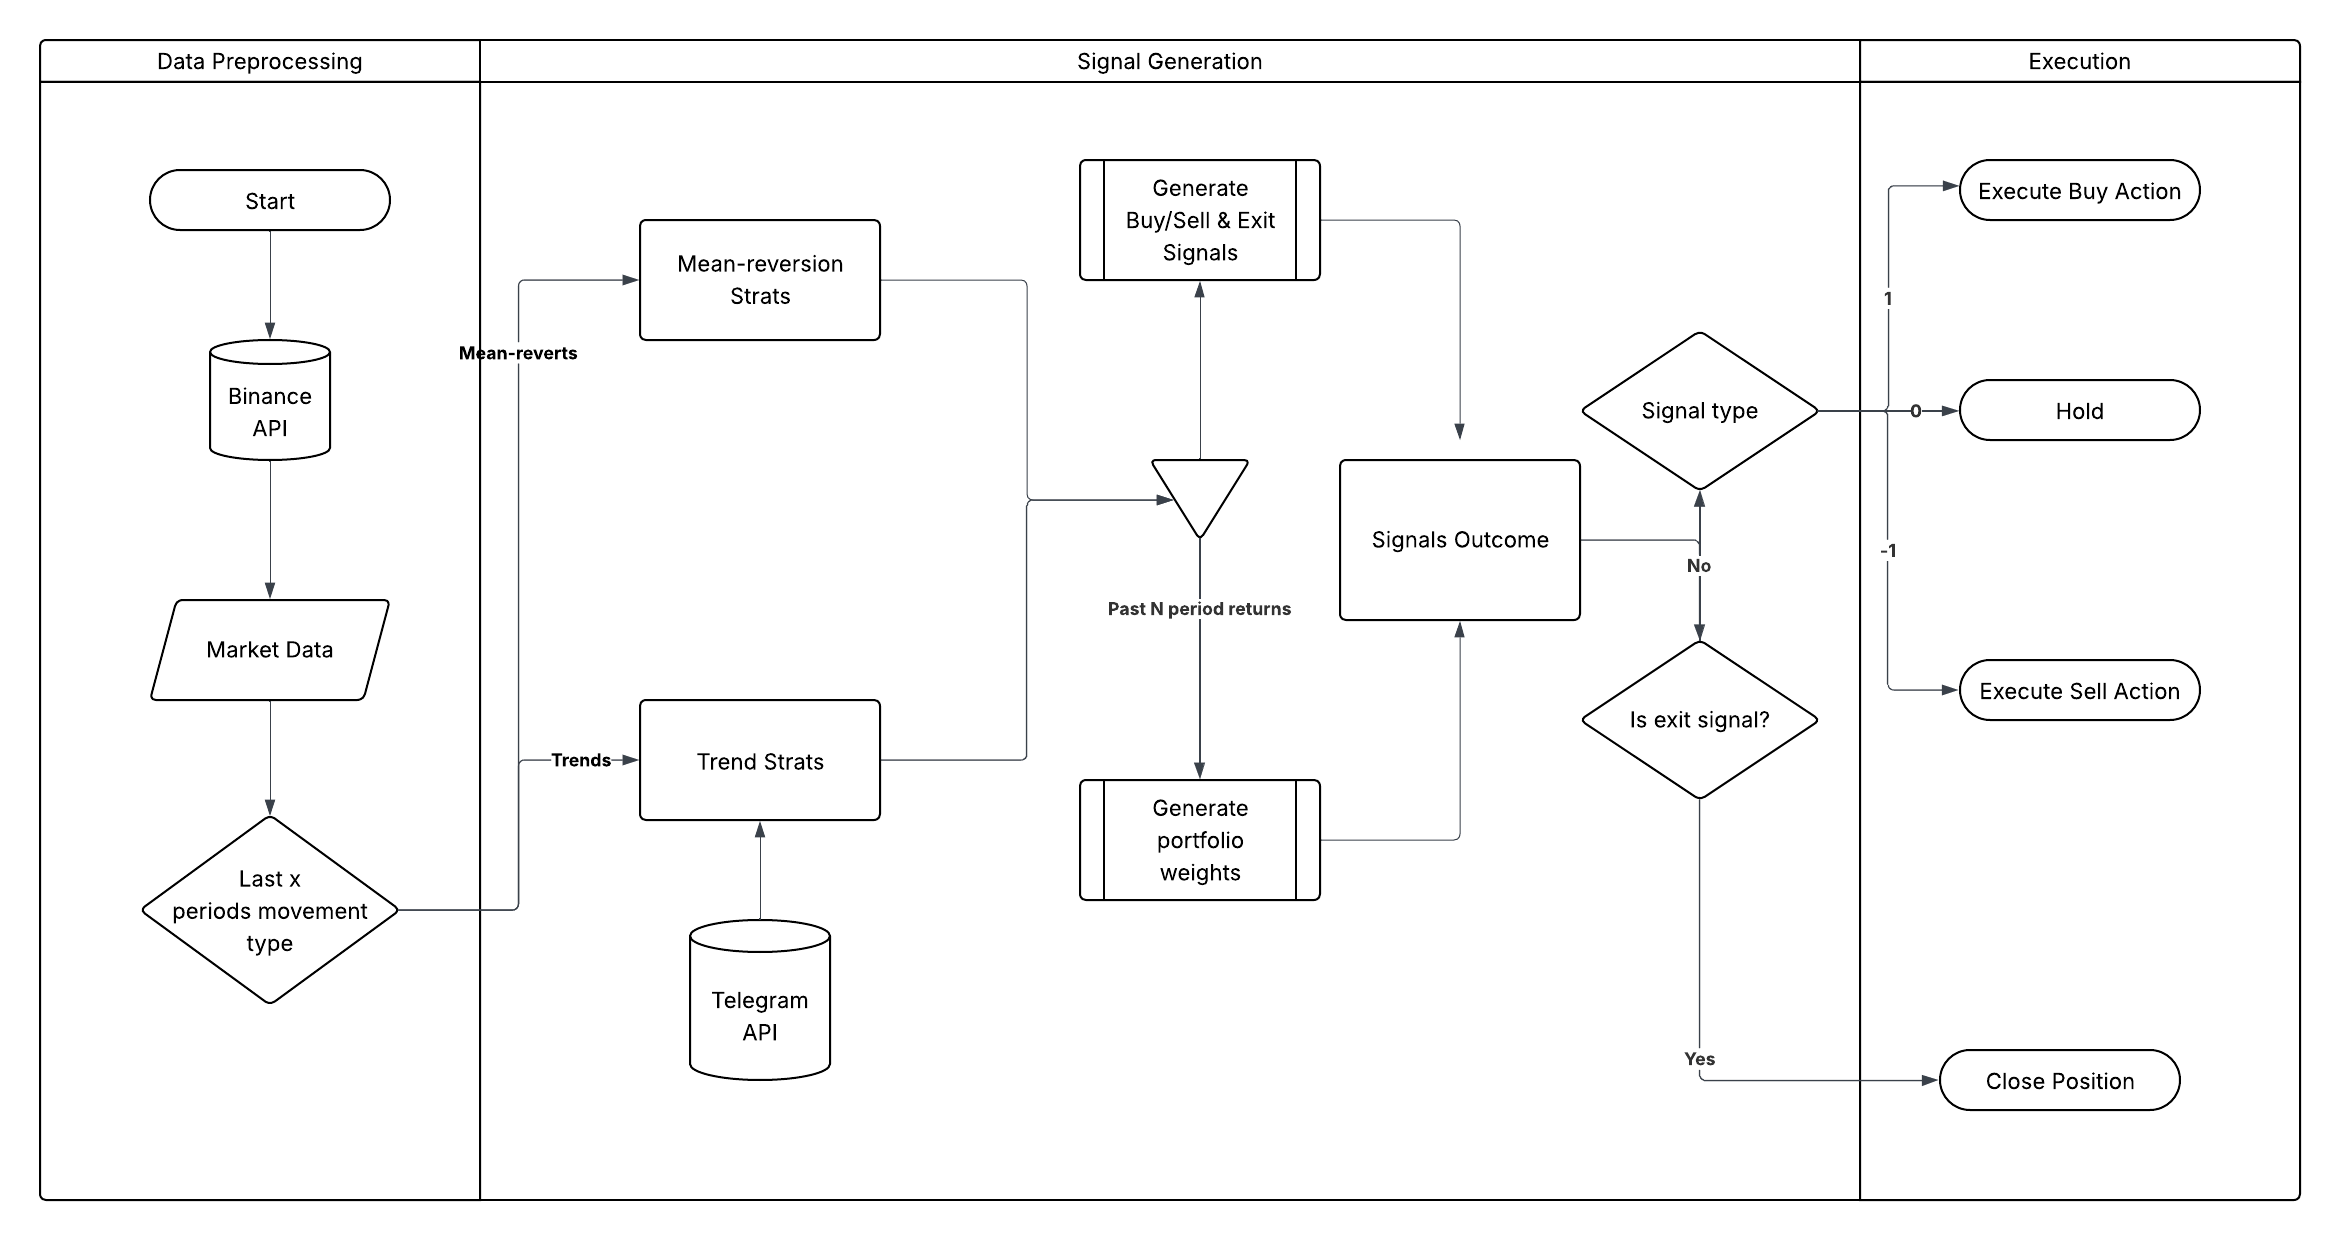 Data Preprocessing
Signal Generation
Execution
Start
Binance
API
Market Data
Last x
periods movement
type
Mean-reverts
Trends
Mean-reversion
Strats
Trend Strats
Telegram
API
Generate
Buy/Sell & Exit
Signals
Past N period returns
Generate
portfolio
weights
Signals Outcome
Signal type
No
Is exit signal?
Yes
1
0
-1
Execute Buy Action
Hold
Execute Sell Action
Close Position